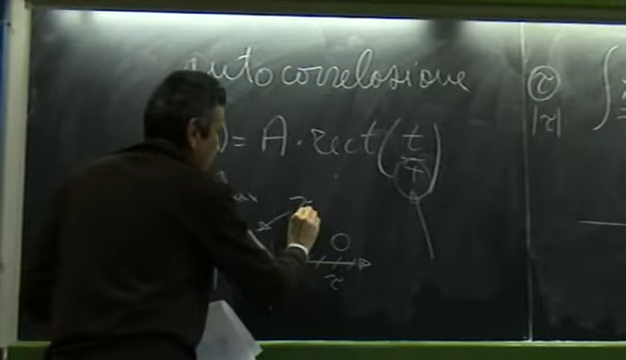 autocorrelazione
) = A · rect(t/T)
τ
0
τ
τ
|τ|
∫